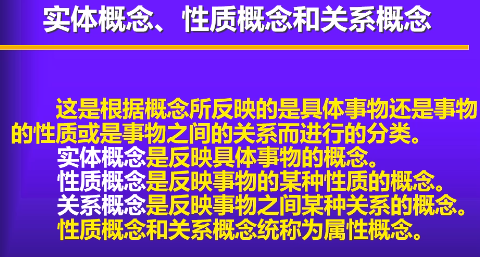 实体概念、性质概念和关系概念
这是根据概念所反映的是具体事物还是事物
的性质或是事物之间的关系而进行的分类。
实体概念是反映具体事物的概念。
性质概念是反映事物的某种性质的概念。
关系概念是反映事物之间某种关系的概念。
性质概念和关系概念统称为属性概念。